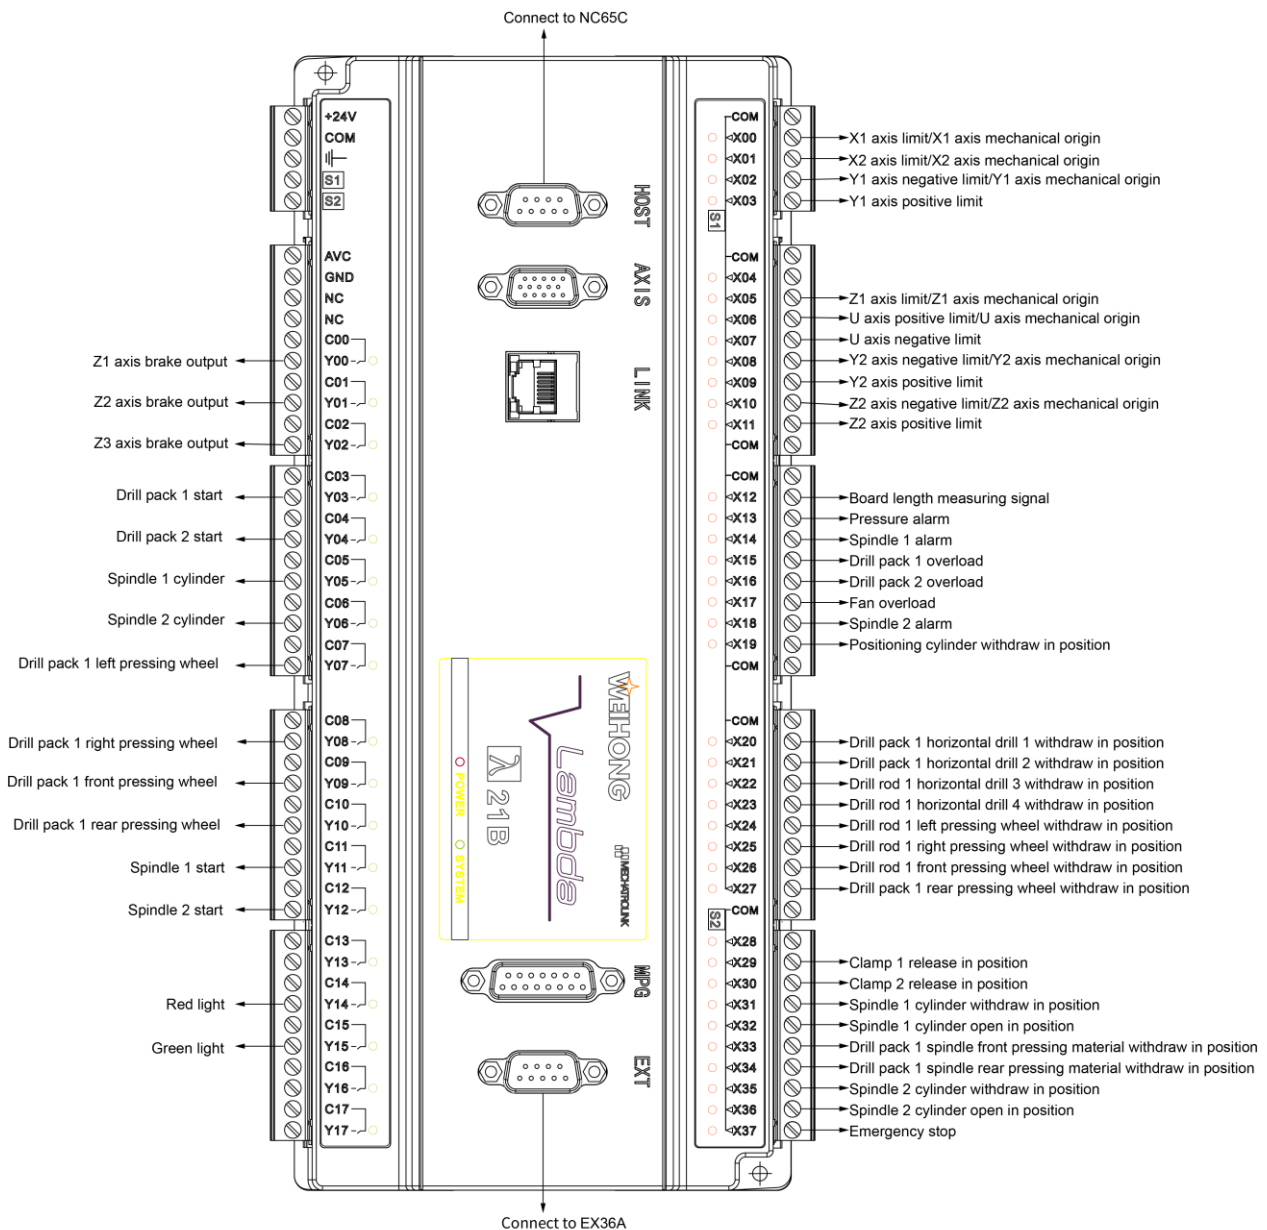 Connect to NC65C
+24V
COM
S1
S2
AVC
GND
NC
NC
C00
Z1 axis brake output Y00
C01
Z2 axis brake output Y01
C02
Z3 axis brake output Y02
C03
Drill pack 1 start Y03
C04
Drill pack 2 start Y04
C05
Spindle 1 cylinder Y05
C06
Spindle 2 cylinder Y06
C07
Drill pack 1 left pressing wheel Y07
C08
Drill pack 1 right pressing wheel Y08
C09
Drill pack 1 front pressing wheel Y09
C10
Drill pack 1 rear pressing wheel Y10
C11
Spindle 1 start Y11
C12
Spindle 2 start Y12
C13
Y13
C14
Red light Y14
C15
Green light Y15
C16
Y16
C17
Y17
HOST
AXIS
LINK
WEIHONG
Lambda
λ 21B
MECHATROLINK
POWER SYSTEM
MPG
EXT
COM
X00 X1 axis limit/X1 axis mechanical origin
X01 X2 axis limit/X2 axis mechanical origin
X02 Y1 axis negative limit/Y1 axis mechanical origin
X03 Y1 axis positive limit
S1
COM
X04
X05 Z1 axis limit/Z1 axis mechanical origin
X06 U axis positive limit/U axis mechanical origin
X07 U axis negative limit
X08 Y2 axis negative limit/Y2 axis mechanical origin
X09 Y2 axis positive limit
X10 Z2 axis negative limit/Z2 axis mechanical origin
X11 Z2 axis positive limit
COM
COM
X12 Board length measuring signal
X13 Pressure alarm
X14 Spindle 1 alarm
X15 Drill pack 1 overload
X16 Drill pack 2 overload
X17 Fan overload
X18 Spindle 2 alarm
X19 Positioning cylinder withdraw in position
COM
COM
X20 Drill pack 1 horizontal drill 1 withdraw in position
X21 Drill pack 1 horizontal drill 2 withdraw in position
X22 Drill rod 1 horizontal drill 3 withdraw in position
X23 Drill rod 1 horizontal drill 4 withdraw in position
X24 Drill rod 1 left pressing wheel withdraw in position
X25 Drill rod 1 right pressing wheel withdraw in position
X26 Drill rod 1 front pressing wheel withdraw in position
X27 Drill pack 1 rear pressing wheel withdraw in position
COM
S2
X28
X29 Clamp 1 release in position
X30 Clamp 2 release in position
X31 Spindle 1 cylinder withdraw in position
X32 Spindle 1 cylinder open in position
X33 Drill pack 1 spindle front pressing material withdraw in position
X34 Drill pack 1 spindle rear pressing material withdraw in position
X35 Spindle 2 cylinder withdraw in position
X36 Spindle 2 cylinder open in position
X37 Emergency stop
Connect to EX36A